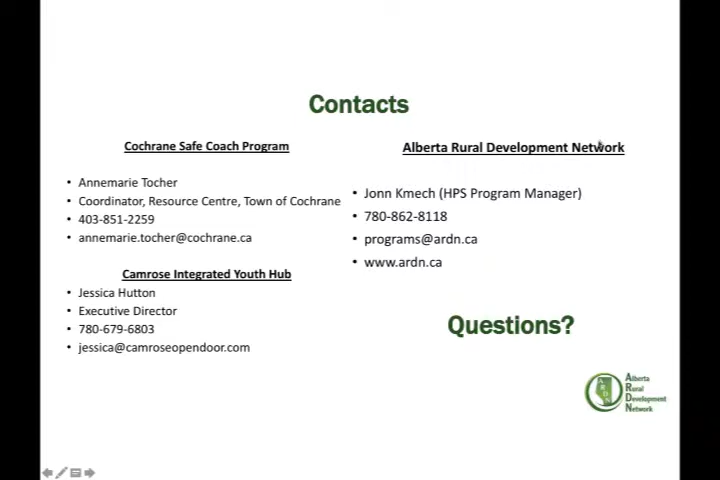 Contacts
Cochrane Safe Coach Program
• Annemarie Tocher
• Coordinator, Resource Centre, Town of Cochrane
• 403-851-2259
• annemarie.tocher@cochrane.ca
Camrose Integrated Youth Hub
• Jessica Hutton
• Executive Director
• 780-679-6803
• jessica@camroseopendoor.com
Alberta Rural Development Network
• Jonn Kmech (HPS Program Manager)
• 780-862-8118
• programs@ardn.ca
• www.ardn.ca
Questions?
ARDN
Alberta
Rural
Development
Network